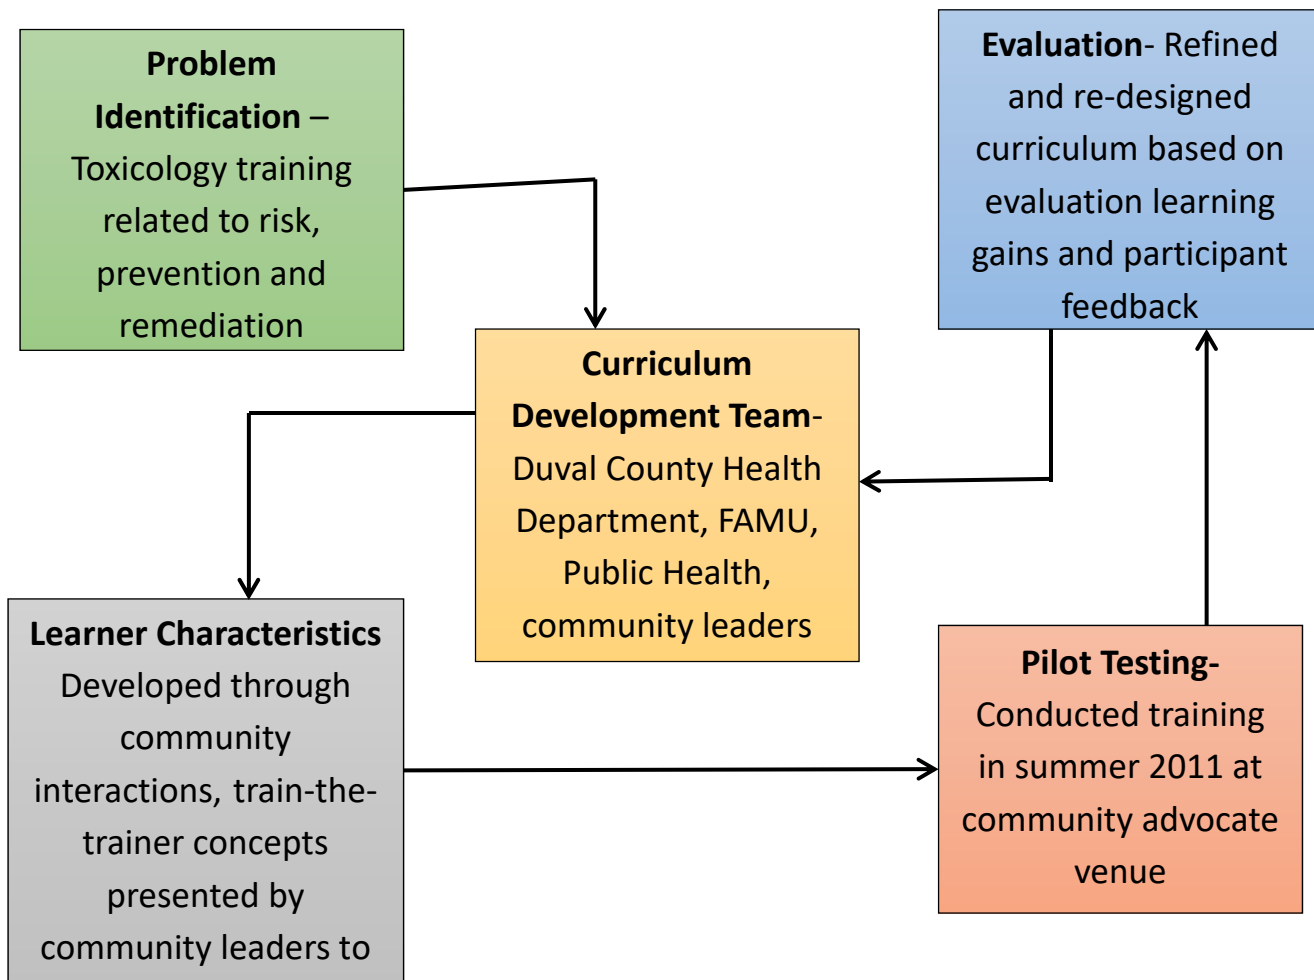 Problem
Identification –
Toxicology training
related to risk,
prevention and
remediation
Evaluation- Refined
and re-designed
curriculum based on
evaluation learning
gains and participant
feedback
Curriculum
Development Team-
Duval County Health
Department, FAMU,
Public Health,
community leaders
Learner Characteristics
Developed through
community
interactions, train-the-
trainer concepts
presented by
community leaders to
Pilot Testing-
Conducted training
in summer 2011 at
community advocate
venue